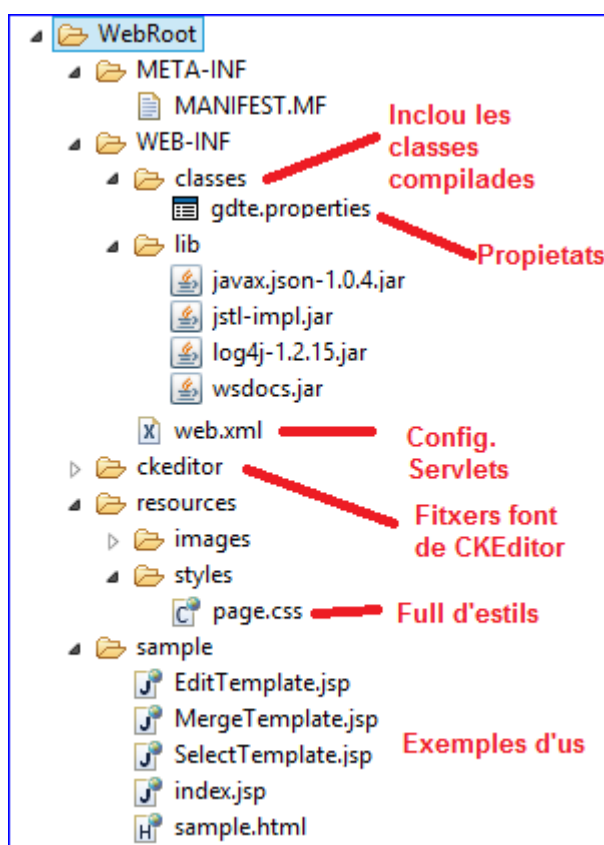 WebRoot
META-INF
MANIFEST.MF
Inclou les
classes
compilades
WEB-INF
classes
gdte.properties
Propietats
lib
javax.json-1.0.4.jar
jstl-impl.jar
log4j-1.2.15.jar
wsdocs.jar
web.xml
Config.
Servlets
ckeditor
Fitxers font
de CKEditor
resources
images
styles
page.css
Full d'estils
sample
EditTemplate.jsp
MergeTemplate.jsp
SelectTemplate.jsp
Exemples d'us
index.jsp
sample.html